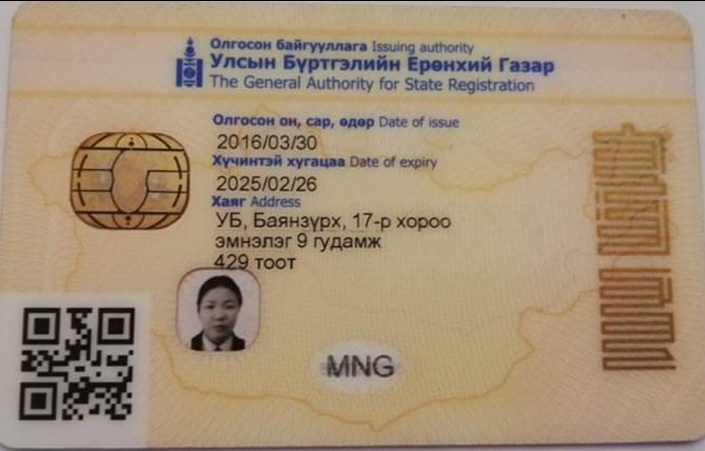 Олгосон байгууллага Issuing authority
Улсын Бүртгэлийн Ерөнхий Газар
The General Authority for State Registration
Олгосон он, сар, өдөр Date of issue
2016/03/30
Хүчинтэй хугацаа Date of expiry
2025/02/26
Хаяг Address
УБ, Баянзүрх, 17-р хороо
эмнэлэг 9 гудамж
429 тоот
MNG